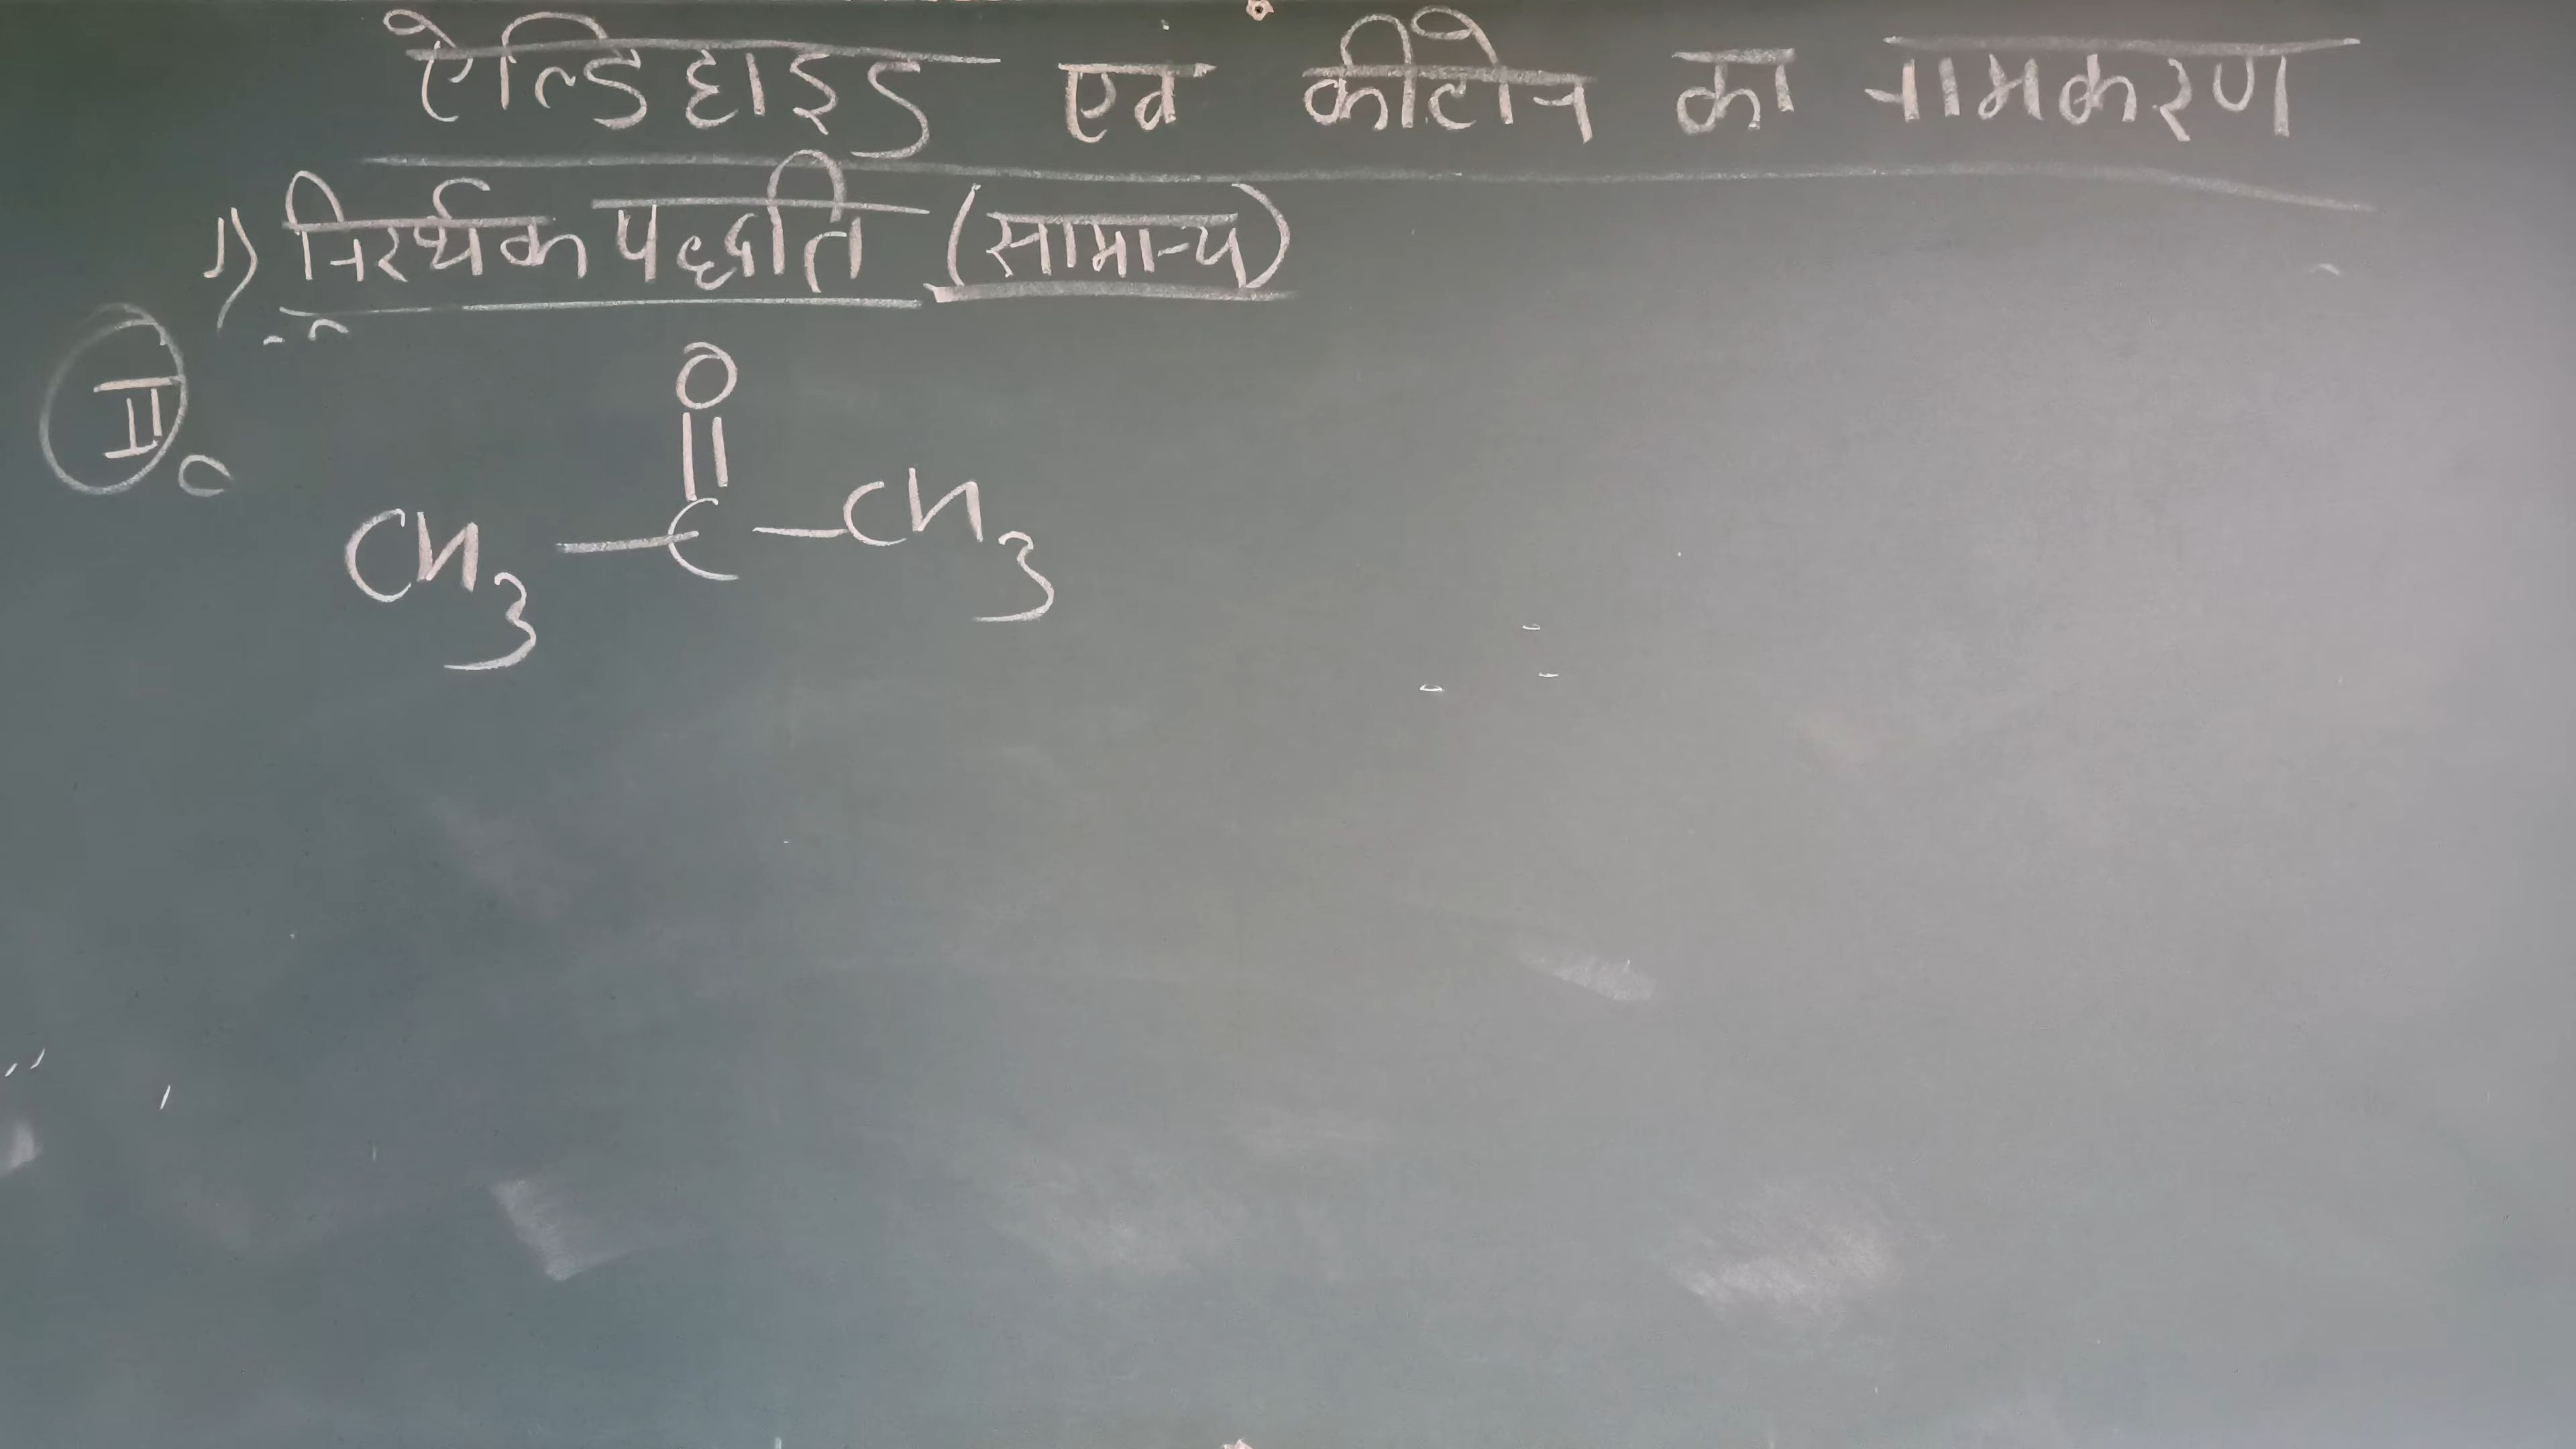 ऐल्डिहाइड एवं कीटोन का नामकरण
1) निरर्थक पद्धति (सामान्य)
II
O
||
CH3 — C — CH3